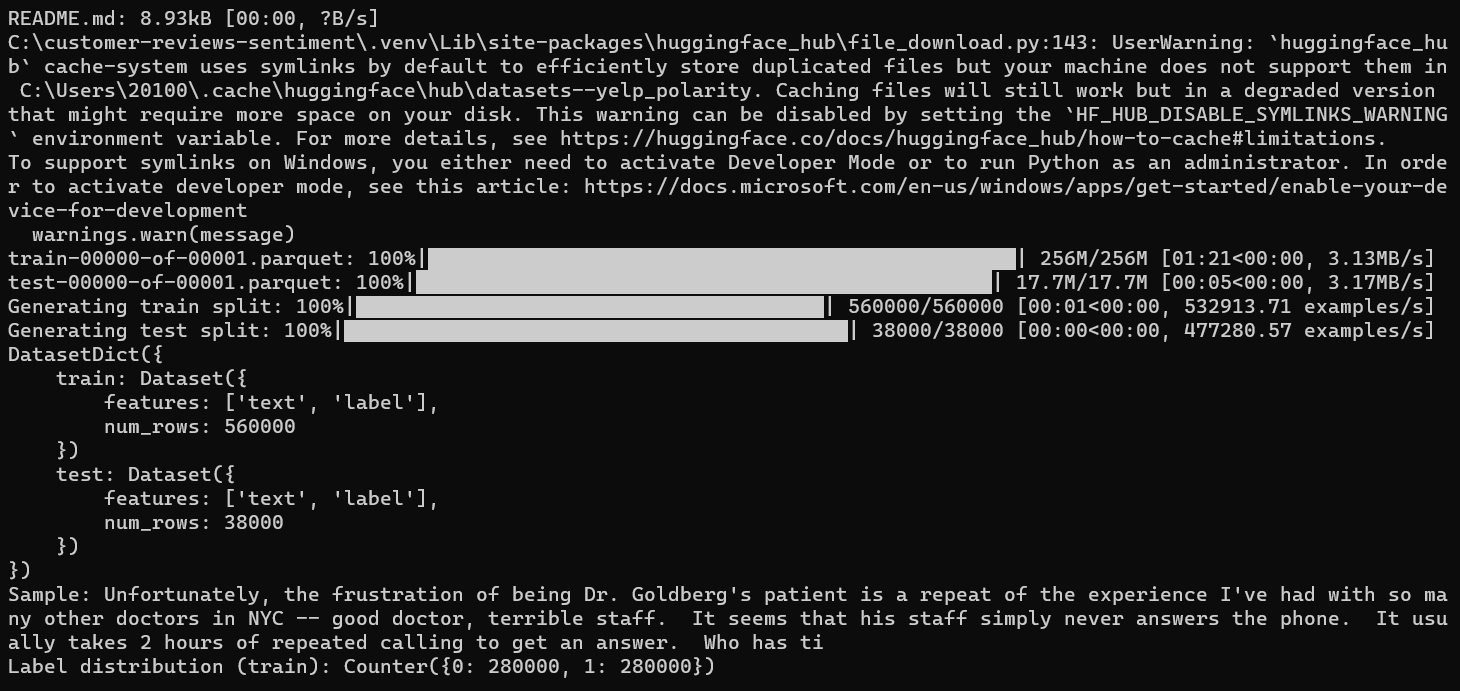 README.md: 8.93kB [00:00, ?B/s]
C:\customer-reviews-sentiment\.venv\Lib\site-packages\huggingface_hub\file_download.py:143: UserWarning: `huggingface_hu
b` cache-system uses symlinks by default to efficiently store duplicated files but your machine does not support them in
 C:\Users\20100\.cache\huggingface\hub\datasets--yelp_polarity. Caching files will still work but in a degraded version
that might require more space on your disk. This warning can be disabled by setting the `HF_HUB_DISABLE_SYMLINKS_WARNING
` environment variable. For more details, see https://huggingface.co/docs/huggingface_hub/how-to-cache#limitations.
To support symlinks on Windows, you either need to activate Developer Mode or to run Python as an administrator. In orde
r to activate developer mode, see this article: https://docs.microsoft.com/en-us/windows/apps/get-started/enable-your-de
vice-for-development
  warnings.warn(message)
train-00000-of-00001.parquet: 100%|                                                 | 256M/256M [01:21<00:00, 3.13MB/s]
test-00000-of-00001.parquet: 100%|                                                | 17.7M/17.7M [00:05<00:00, 3.17MB/s]
Generating train split: 100%|                                       | 560000/560000 [00:01<00:00, 532913.71 examples/s]
Generating test split: 100%|                                          | 38000/38000 [00:00<00:00, 477280.57 examples/s]
DatasetDict({
    train: Dataset({
        features: ['text', 'label'],
        num_rows: 560000
    })
    test: Dataset({
        features: ['text', 'label'],
        num_rows: 38000
    })
})
Sample: Unfortunately, the frustration of being Dr. Goldberg's patient is a repeat of the experience I've had with so ma
ny other doctors in NYC -- good doctor, terrible staff.  It seems that his staff simply never answers the phone.  It usu
ally takes 2 hours of repeated calling to get an answer.  Who has ti
Label distribution (train): Counter({0: 280000, 1: 280000})